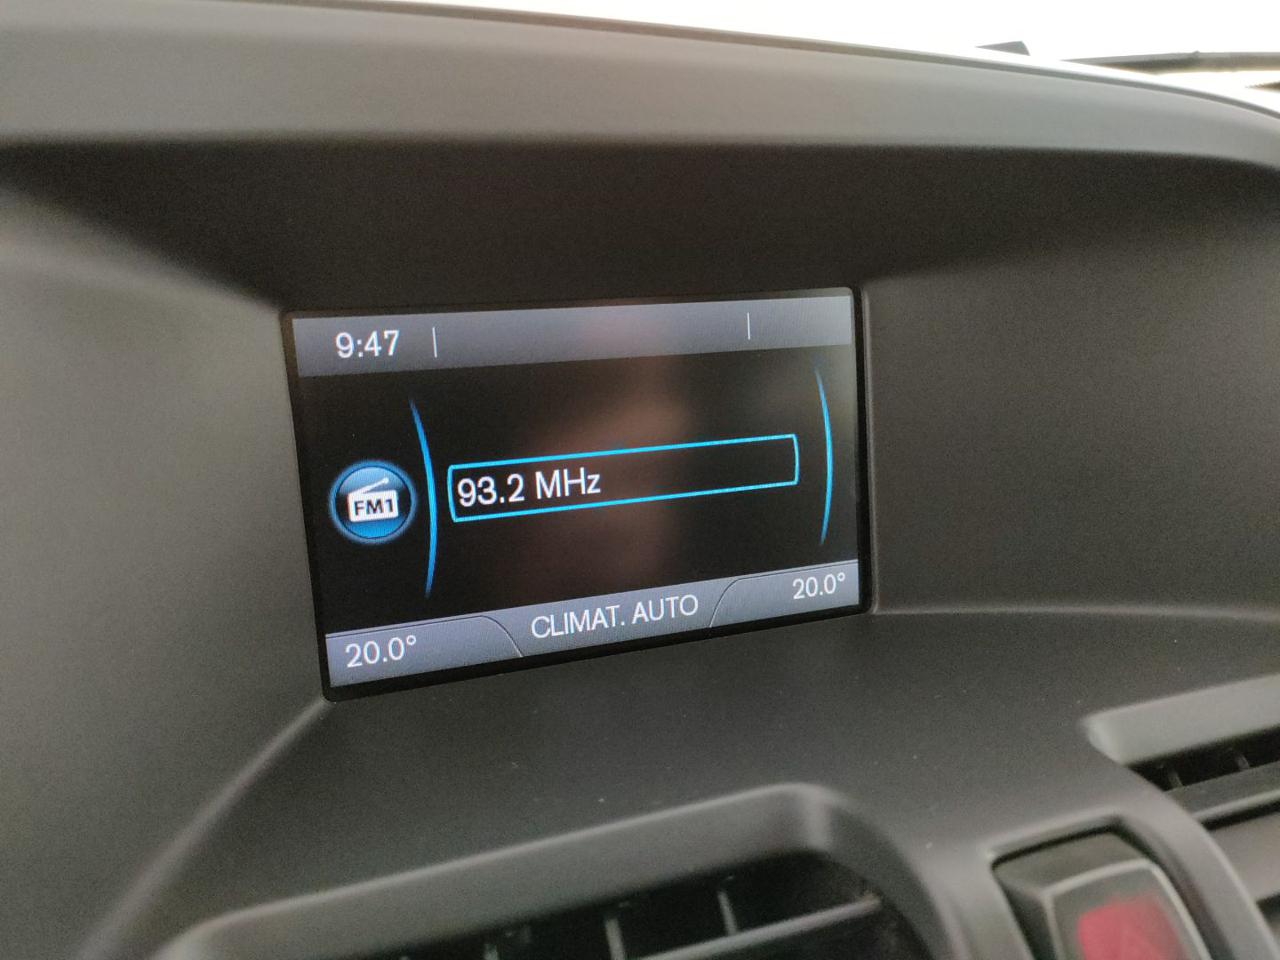 9:47
FM1
93.2 MHz
20.0°
CLIMAT. AUTO
20.0°